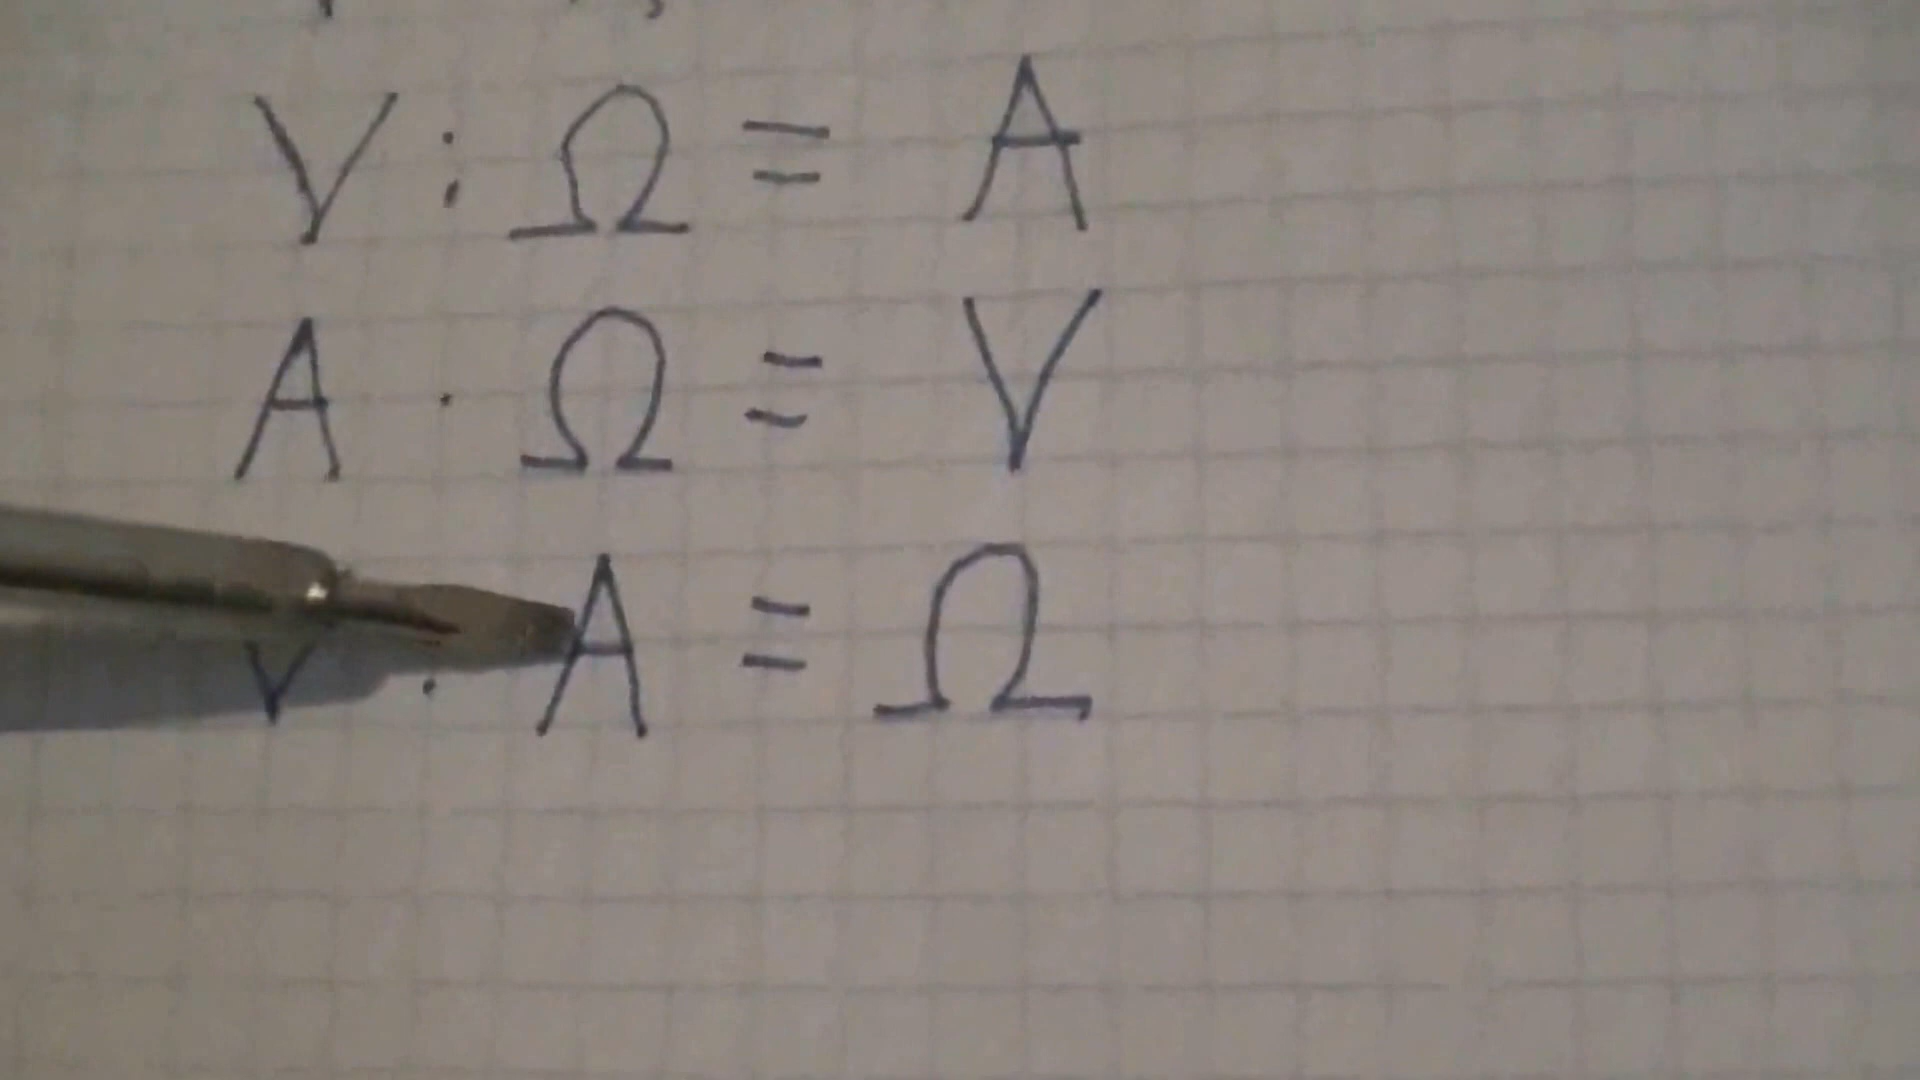 V : Ω = A
A · Ω = V
V : A = Ω